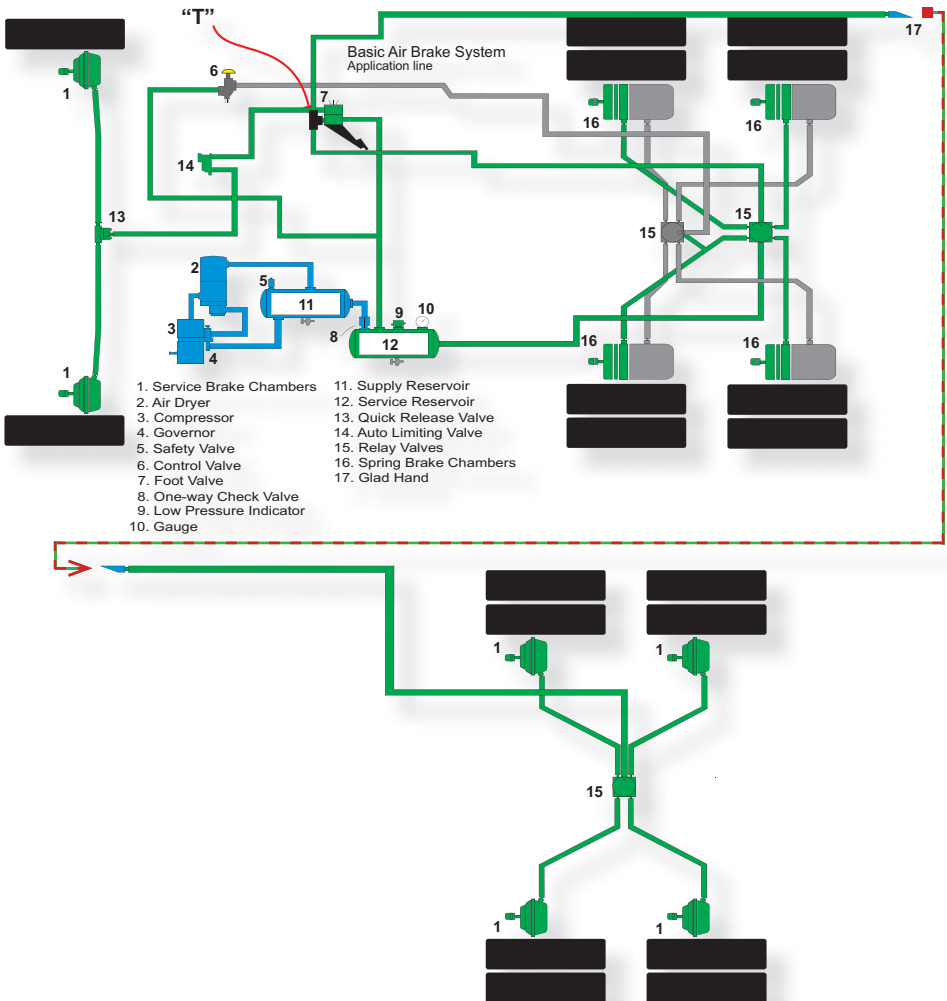 “T”
17
Basic Air Brake System
Application line
6
7
1
16
16
14
13
15
15
2
5
11
9
10
3
8
12
4
16
16
1
1. Service Brake Chambers
2. Air Dryer
3. Compressor
4. Governor
5. Safety Valve
6. Control Valve
7. Foot Valve
8. One-way Check Valve
9. Low Pressure Indicator
10. Gauge
11. Supply Reservoir
12. Service Reservoir
13. Quick Release Valve
14. Auto Limiting Valve
15. Relay Valves
16. Spring Brake Chambers
17. Glad Hand
1
1
15
1
1